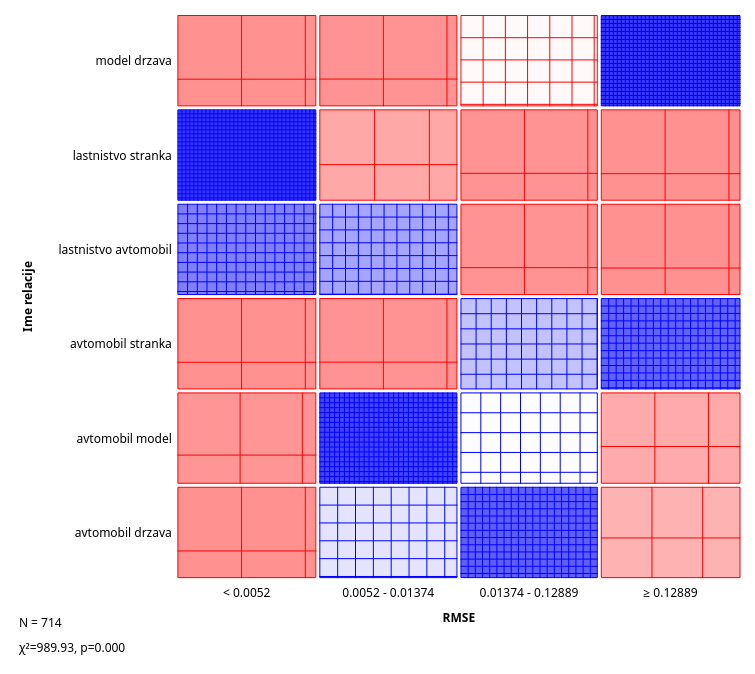 model drzava
lastnistvo stranka
lastnistvo avtomobil
avtomobil stranka
avtomobil model
avtomobil drzava
Ime relacije
< 0.0052
0.0052 - 0.01374
0.01374 - 0.12889
≥ 0.12889
RMSE
N = 714
χ²=989.93, p=0.000